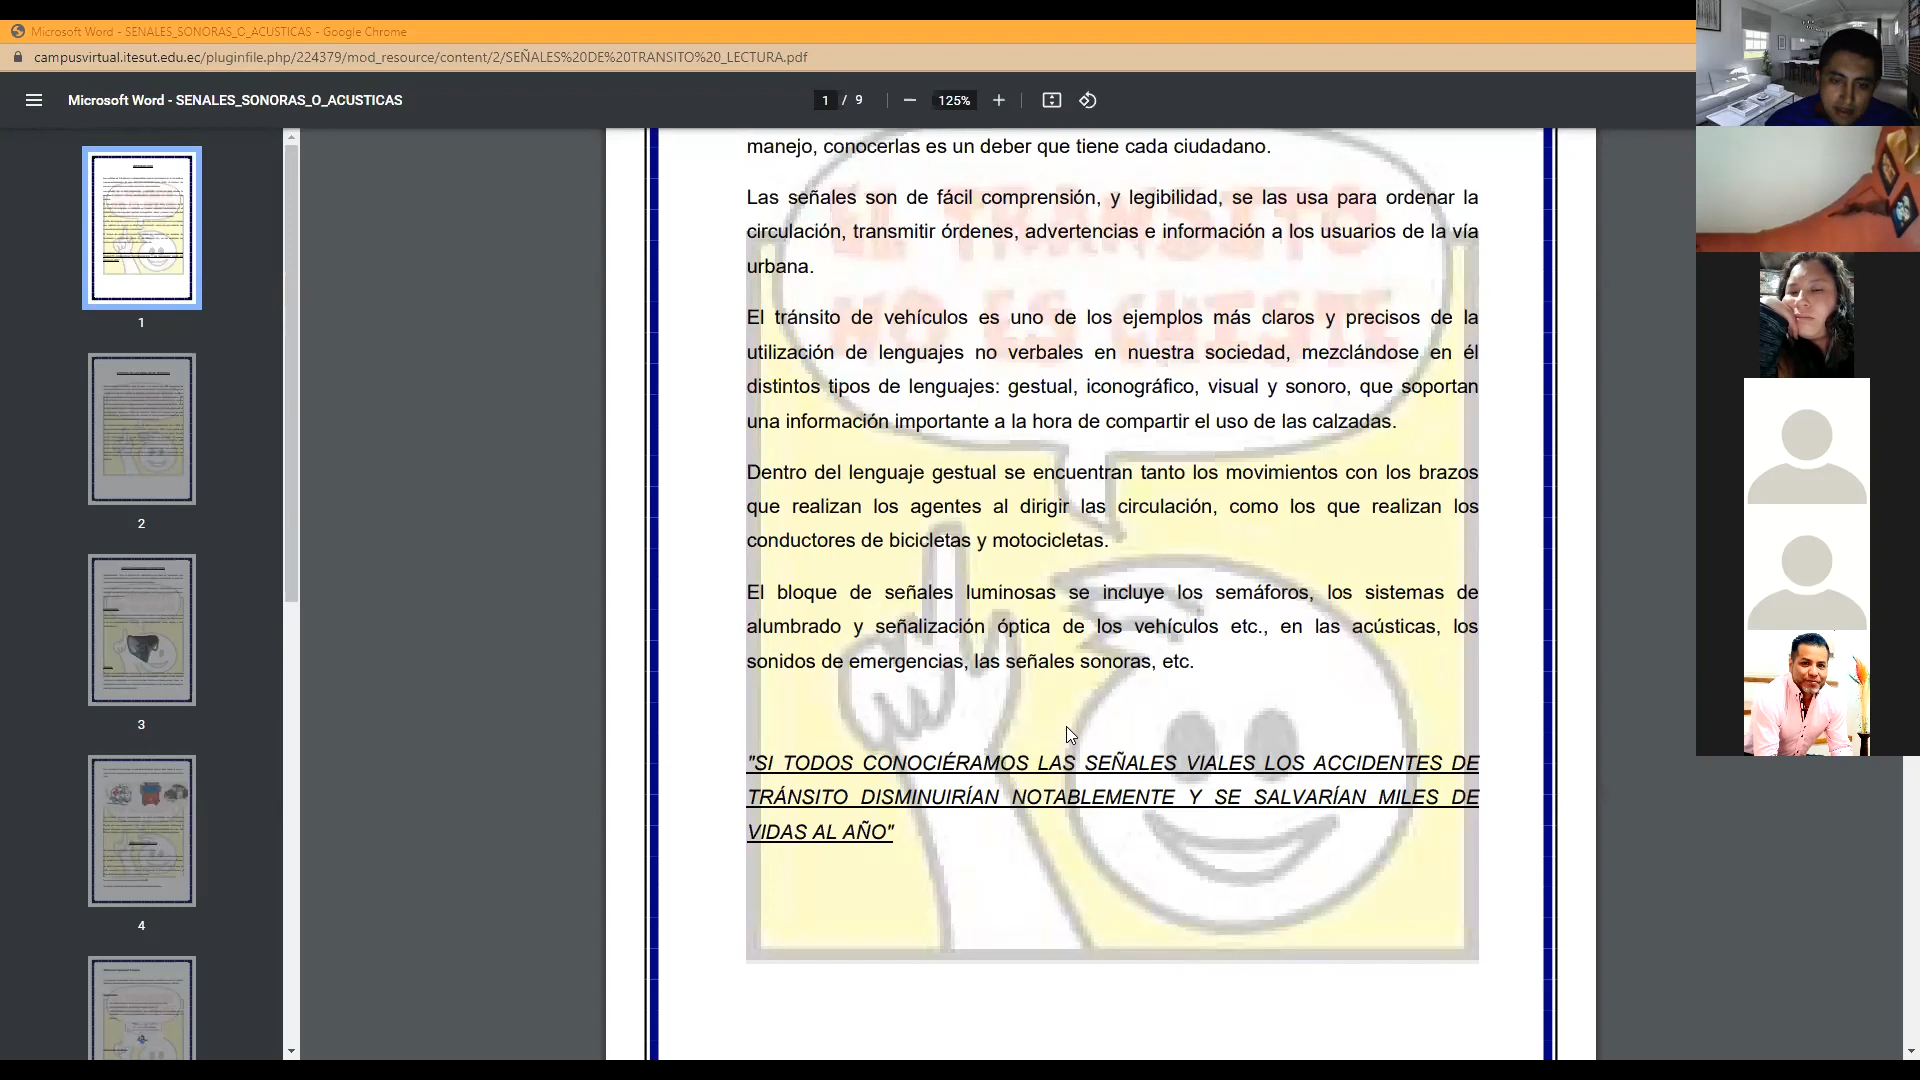 Microsoft Word - SENALES_SONORAS_O_ACUSTICAS - Google Chrome
campusvirtual.itesut.edu.ec/pluginfile.php/224379/mod_resource/content/2/SEÑALES%20DE%20TRANSITO%20_LECTURA.pdf
Microsoft Word - SENALES_SONORAS_O_ACUSTICAS
1 / 9
125%
1
2
3
4
EL TRÁNSITO
NO ES CHISTE
manejo, conocerlas es un deber que tiene cada ciudadano.
Las señales son de fácil comprensión, y legibilidad, se las usa para ordenar la
circulación, transmitir órdenes, advertencias e información a los usuarios de la vía
urbana.
El tránsito de vehículos es uno de los ejemplos más claros y precisos de la
utilización de lenguajes no verbales en nuestra sociedad, mezclándose en él
distintos tipos de lenguajes: gestual, iconográfico, visual y sonoro, que soportan
una información importante a la hora de compartir el uso de las calzadas.
Dentro del lenguaje gestual se encuentran tanto los movimientos con los brazos
que realizan los agentes al dirigir las circulación, como los que realizan los
conductores de bicicletas y motocicletas.
El bloque de señales luminosas se incluye los semáforos, los sistemas de
alumbrado y señalización óptica de los vehículos etc., en las acústicas, los
sonidos de emergencias, las señales sonoras, etc.
"SI TODOS CONOCIÉRAMOS LAS SEÑALES VIALES LOS ACCIDENTES DE
TRÁNSITO DISMINUIRÍAN NOTABLEMENTE Y SE SALVARÍAN MILES DE
VIDAS AL AÑO"